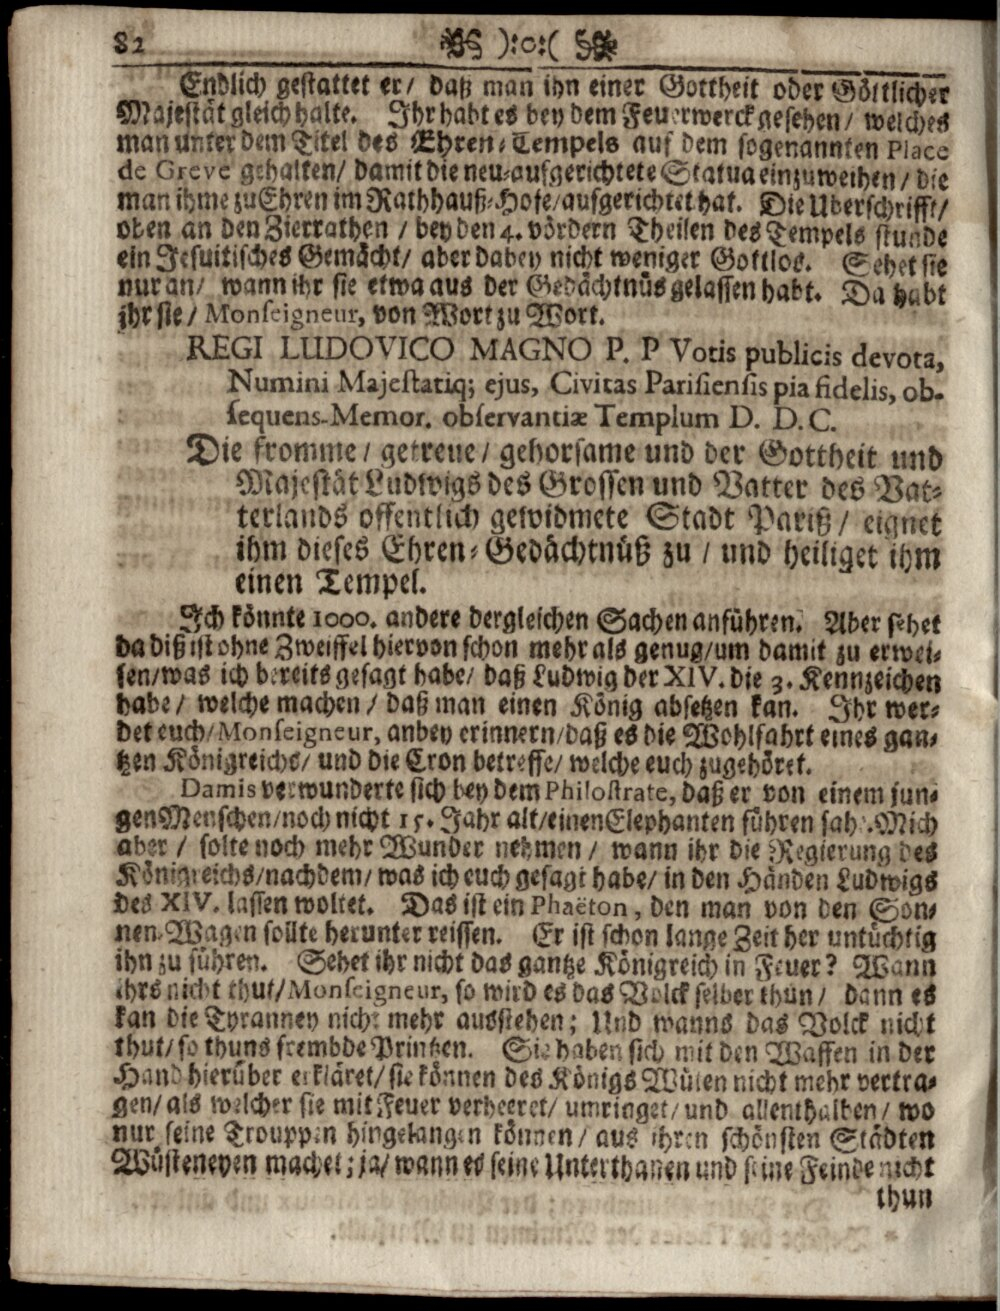 82 ):o:(
Endlich gestattet er/ daß man ihn einer Gottheit oder Göttlicher
Majestät gleich halte. Ihr habt es bey dem Feuerwerck gesehen/ welches
man unter dem Titel des Ehren-Tempels auf dem sogenannten Place
de Greve gehalten/ damit die neu-aufgerichtete Statua einzuweihen/ die
man ihme zu Ehren im Rathhauß-Hofe/aufgerichtet hat. Die Uberschrifft/
oben an den Zierrathen / bey den 4. vördern Theilen des Tempels stunde
ein Jesuitisches Gemächt/ aber dabey nicht weniger Gottlos. Sehet sie
nur an/ wann ihr sie etwa aus der Gedächtnüs gelassen habt. Da habt
ihr sie/ Monseigneur, von Wort zu Wort.
REGI LUDOVICO MAGNO P. P Votis publicis devota,
Numini Majestatiq; ejus, Civitas Parisiensis pia fidelis, ob-
sequens-Memor. observantiæ Templum D. D. C.
Die fromme/ getreue/ gehorsame und der Gottheit und
Majestät Ludwigs des Grossen und Vatter des Vat-
terlands offentlich gewidmete Stadt Pariß/ eignet
ihm dieses Ehren-Gedächtnüß zu / und heiliget ihm
einen Tempel.
Ich könnte 1000. andere dergleichen Sachen anführen. Aber sehet
da diß ist ohne Zweiffel hiervon schon mehr als genug/um damit zu erwei-
sen/was ich bereits gesagt habe/ daß Ludwig der XIV. die 3. Kennzeichen
habe/ welche machen/ daß man einen König absetzen kan. Ihr wer-
det euch/Monseigneur, anbey erinnern/daß es die Wohlfahrt eines gan-
tzen Königreichs/ und die Cron betreffe/ welche euch zugehöret.
Damis verwunderte sich bey dem Philostrate, daß er von einem jun-
gen Menschen/noch nicht 15. Jahr alt/einen Elephanten führen sahe. Mich
aber / solte noch mehr Wunder nehmen/ wann ihr die Regierung des
Königreichs/nachdem/ was ich euch gesagt habe/ in den Händen Ludwigs
des XIV. lassen woltet. Das ist ein Phaëton, den man von den Son-
nen-Wagen sollte herunter reissen. Er ist schon lange Zeit her untüchtig
ihn zu führen. Sehet ihr nicht das gantze Königreich in Feuer? Wann
ihrs nicht thut/Monseigneur, so wird es das Volck selber thun/ dann es
kan die Tyranney nicht mehr ausstehen; Und wanns das Volck nicht
thut/ so thuns frembde Printzen. Sie haben sich mit den Waffen in der
Hand hierüber erkläret/ sie können des Königs Wüten nicht mehr vertra-
gen/ als welcher sie mit Feuer verheeret/ umringet/ und allenthalben/ wo
nur seine Trouppen hingelangen können/ aus ihren schönsten Städten
Wüsteneyen machet; ja/ wann es seine Unterthanen und seine Feinde nicht
thun